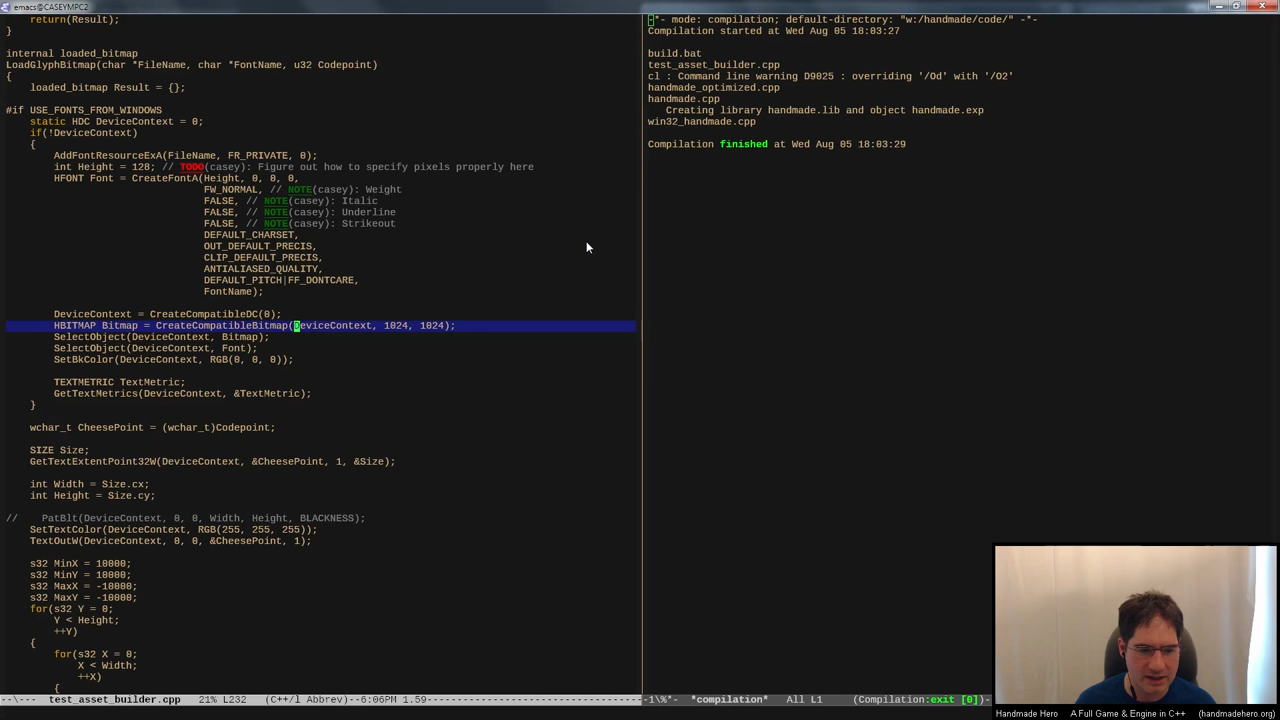 emacs@CASEYMPC2
return(Result);
}
internal loaded_bitmap
LoadGlyphBitmap(char *FileName, char *FontName, u32 Codepoint)
{
loaded_bitmap Result = {};
#if USE_FONTS_FROM_WINDOWS
static HDC DeviceContext = 0;
if(!DeviceContext)
{
AddFontResourceExA(FileName, FR_PRIVATE, 0);
int Height = 128; // TODO(casey): Figure out how to specify pixels properly here
HFONT Font = CreateFontA(Height, 0, 0, 0,
FW_NORMAL, // NOTE(casey): Weight
FALSE, // NOTE(casey): Italic
FALSE, // NOTE(casey): Underline
FALSE, // NOTE(casey): Strikeout
DEFAULT_CHARSET,
OUT_DEFAULT_PRECIS,
CLIP_DEFAULT_PRECIS,
ANTIALIASED_QUALITY,
DEFAULT_PITCH|FF_DONTCARE,
FontName);
DeviceContext = CreateCompatibleDC(0);
HBITMAP Bitmap = CreateCompatibleBitmap(DeviceContext, 1024, 1024);
SelectObject(DeviceContext, Bitmap);
SelectObject(DeviceContext, Font);
SetBkColor(DeviceContext, RGB(0, 0, 0));
TEXTMETRIC TextMetric;
GetTextMetrics(DeviceContext, &TextMetric);
}
wchar_t CheesePoint = (wchar_t)Codepoint;
SIZE Size;
GetTextExtentPoint32W(DeviceContext, &CheesePoint, 1, &Size);
int Width = Size.cx;
int Height = Size.cy;
// PatBlt(DeviceContext, 0, 0, Width, Height, BLACKNESS);
SetTextColor(DeviceContext, RGB(255, 255, 255));
TextOutW(DeviceContext, 0, 0, &CheesePoint, 1);
s32 MinX = 10000;
s32 MinY = 10000;
s32 MaxX = -10000;
s32 MaxY = -10000;
for(s32 Y = 0;
Y < Height;
++Y)
{
for(s32 X = 0;
X < Width;
++X)
{
--\--- test_asset_builder.cpp 21% L232 (C++/l Abbrev)--6:06PM 1.59
-*- mode: compilation; default-directory: "w:/handmade/code/" -*-
Compilation started at Wed Aug 05 18:03:27
build.bat
test_asset_builder.cpp
cl : Command line warning D9025 : overriding '/Od' with '/O2'
handmade_optimized.cpp
handmade.cpp
Creating library handmade.lib and object handmade.exp
win32_handmade.cpp
Compilation finished at Wed Aug 05 18:03:29
-1\%*- *compilation* All L1 (Compilation:exit [0])-
Handmade Hero A Full Game & Engine in C++ (handmadehero.org)